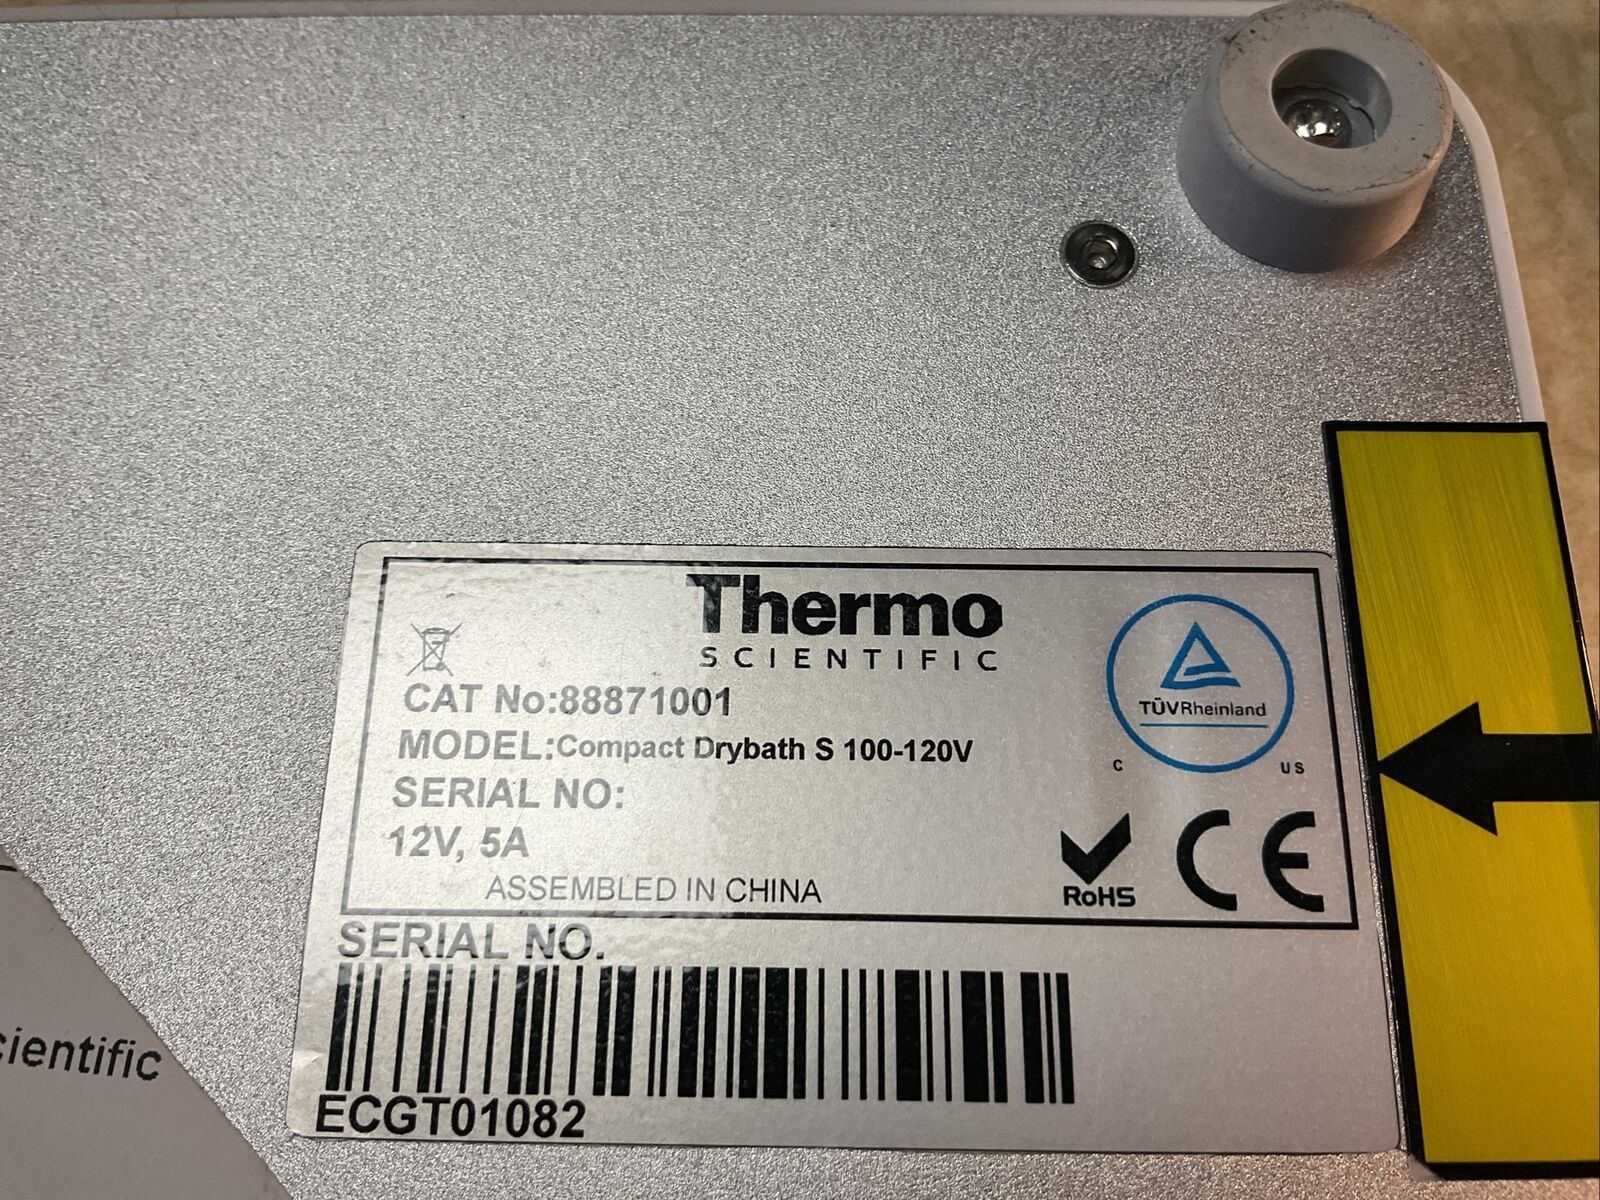 Thermo
SCIENTIFIC
CAT No:88871001
MODEL:Compact Drybath S 100-120V
SERIAL NO:
12V, 5A
ASSEMBLED IN CHINA
TÜVRheinland
C US
RoHS
CE
SERIAL NO.
ECGT01082
cientific